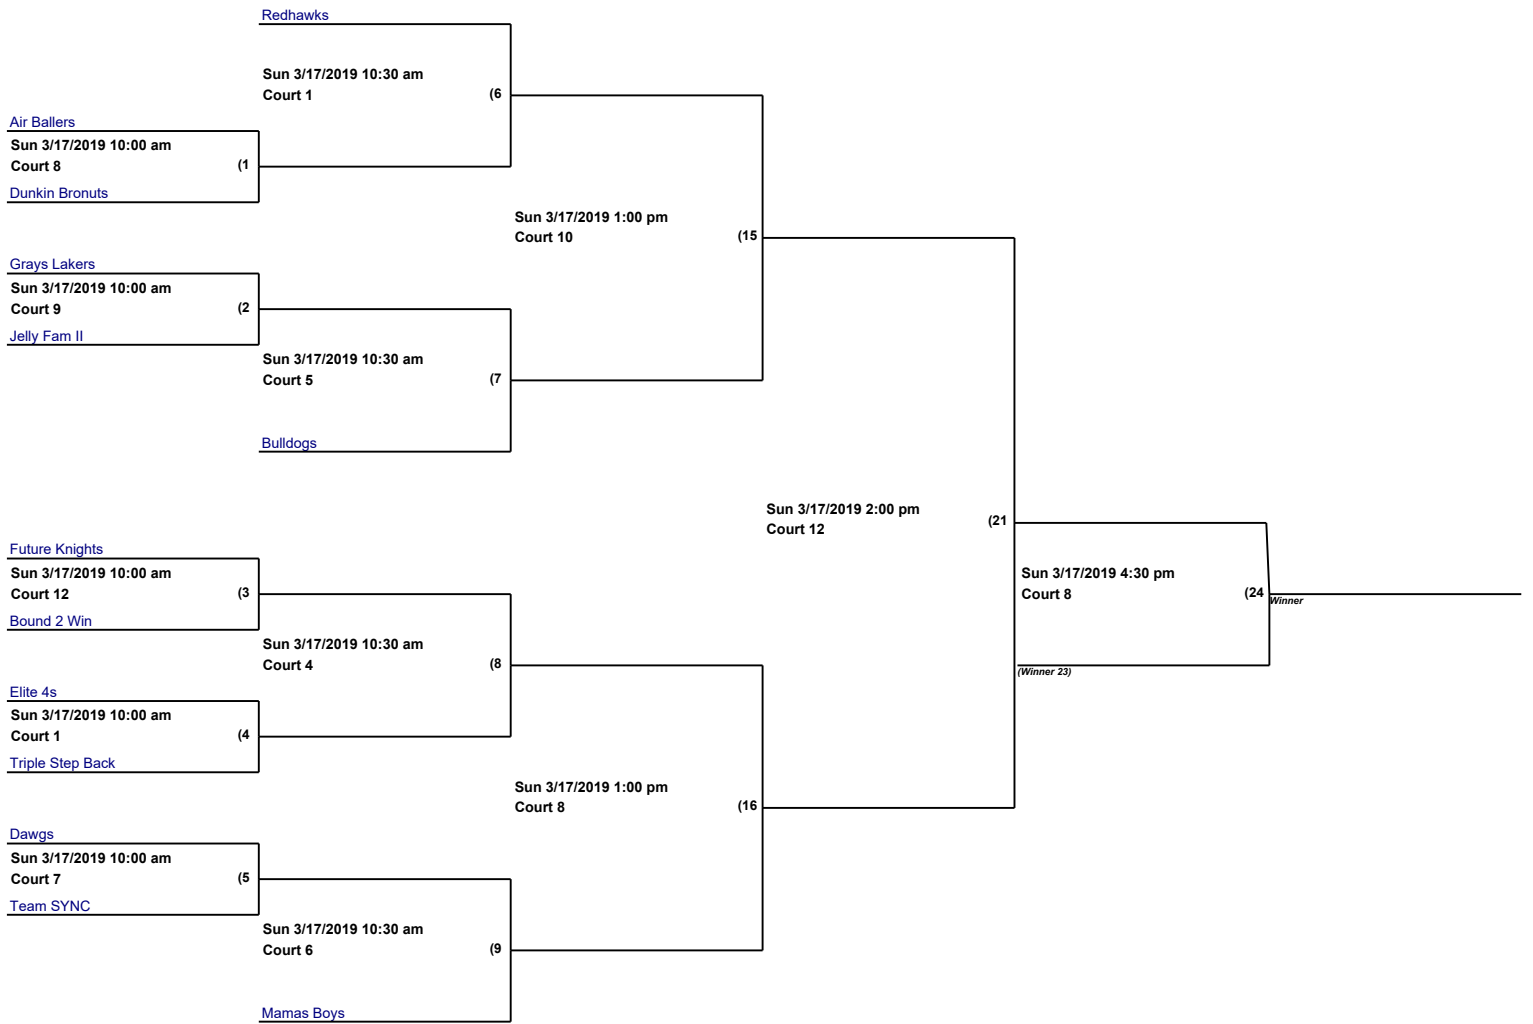 Redhawks
Sun 3/17/2019 10:30 am
Court 1
(6
Air Ballers
Sun 3/17/2019 10:00 am
Court 8
(1
Dunkin Bronuts
Sun 3/17/2019 1:00 pm
Court 10
(15
Grays Lakers
Sun 3/17/2019 10:00 am
Court 9
(2
Jelly Fam II
Sun 3/17/2019 10:30 am
Court 5
(7
Bulldogs
Sun 3/17/2019 2:00 pm
Court 12
(21
Future Knights
Sun 3/17/2019 10:00 am
Court 12
(3
Bound 2 Win
Sun 3/17/2019 4:30 pm
Court 8
(24
Winner
Sun 3/17/2019 10:30 am
Court 4
(8
(Winner 23)
Elite 4s
Sun 3/17/2019 10:00 am
Court 1
(4
Triple Step Back
Sun 3/17/2019 1:00 pm
Court 8
(16
Dawgs
Sun 3/17/2019 10:00 am
Court 7
(5
Team SYNC
Sun 3/17/2019 10:30 am
Court 6
(9
Mamas Boys